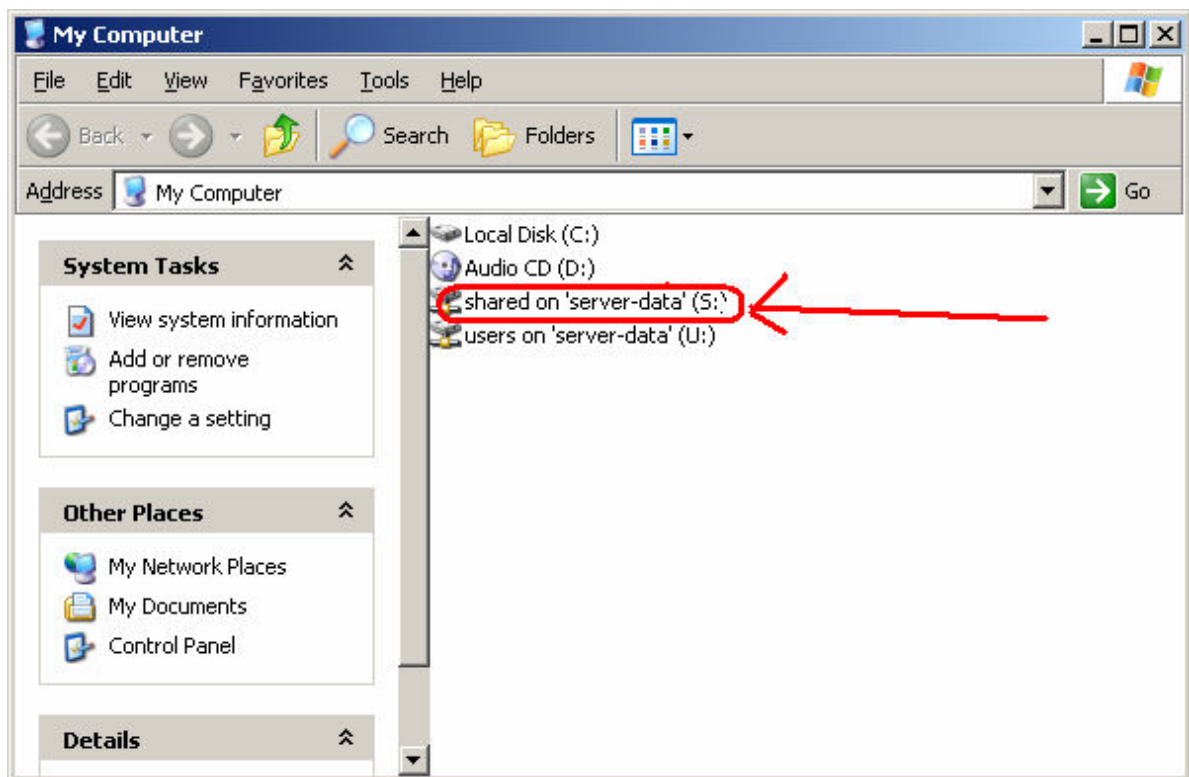 My Computer
File Edit View Favorites Tools Help
Back Search Folders
Address My Computer Go
System Tasks
View system information
Add or remove
programs
Change a setting
Other Places
My Network Places
My Documents
Control Panel
Details
Local Disk (C:)
Audio CD (D:)
shared on 'server-data' (S:)
users on 'server-data' (U:)